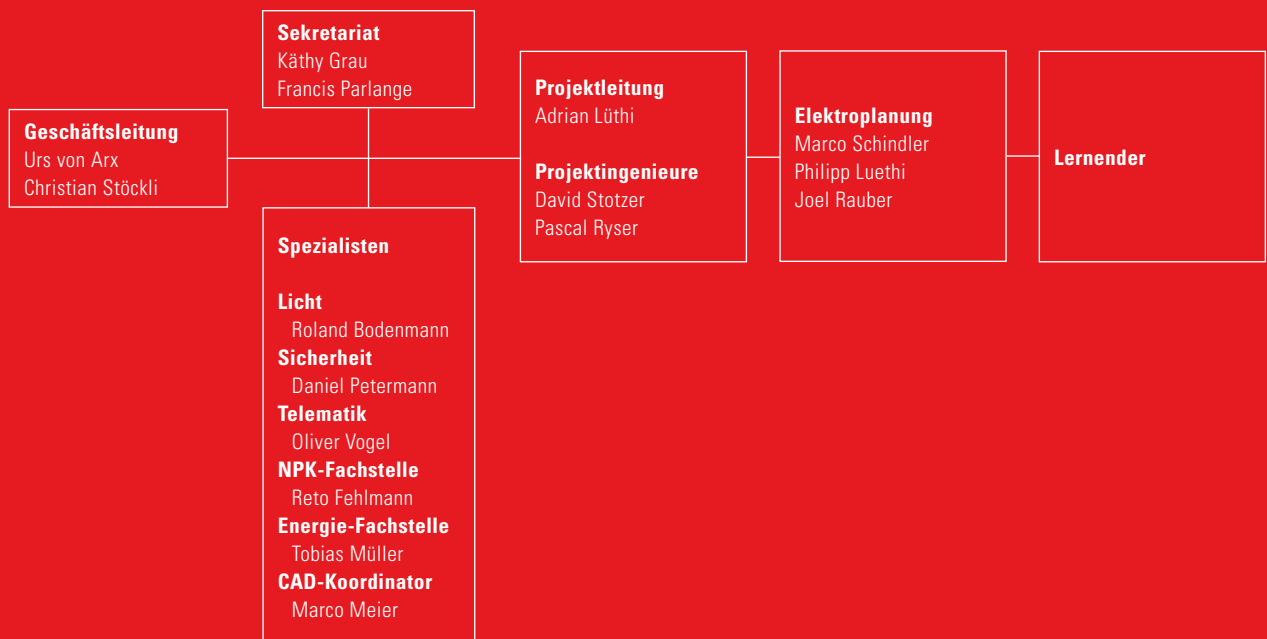 Geschäftsleitung
Urs von Arx
Christian Stöckli
Sekretariat
Käthy Grau
Francis Parlange
Spezialisten
Licht
Roland Bodenmann
Sicherheit
Daniel Petermann
Telematik
Oliver Vogel
NPK-Fachstelle
Reto Fehlmann
Energie-Fachstelle
Tobias Müller
CAD-Koordinator
Marco Meier
Projektleitung
Adrian Lüthi
Projektingenieure
David Stotzer
Pascal Ryser
Elektroplanung
Marco Schindler
Philipp Luethi
Joel Rauber
Lernender